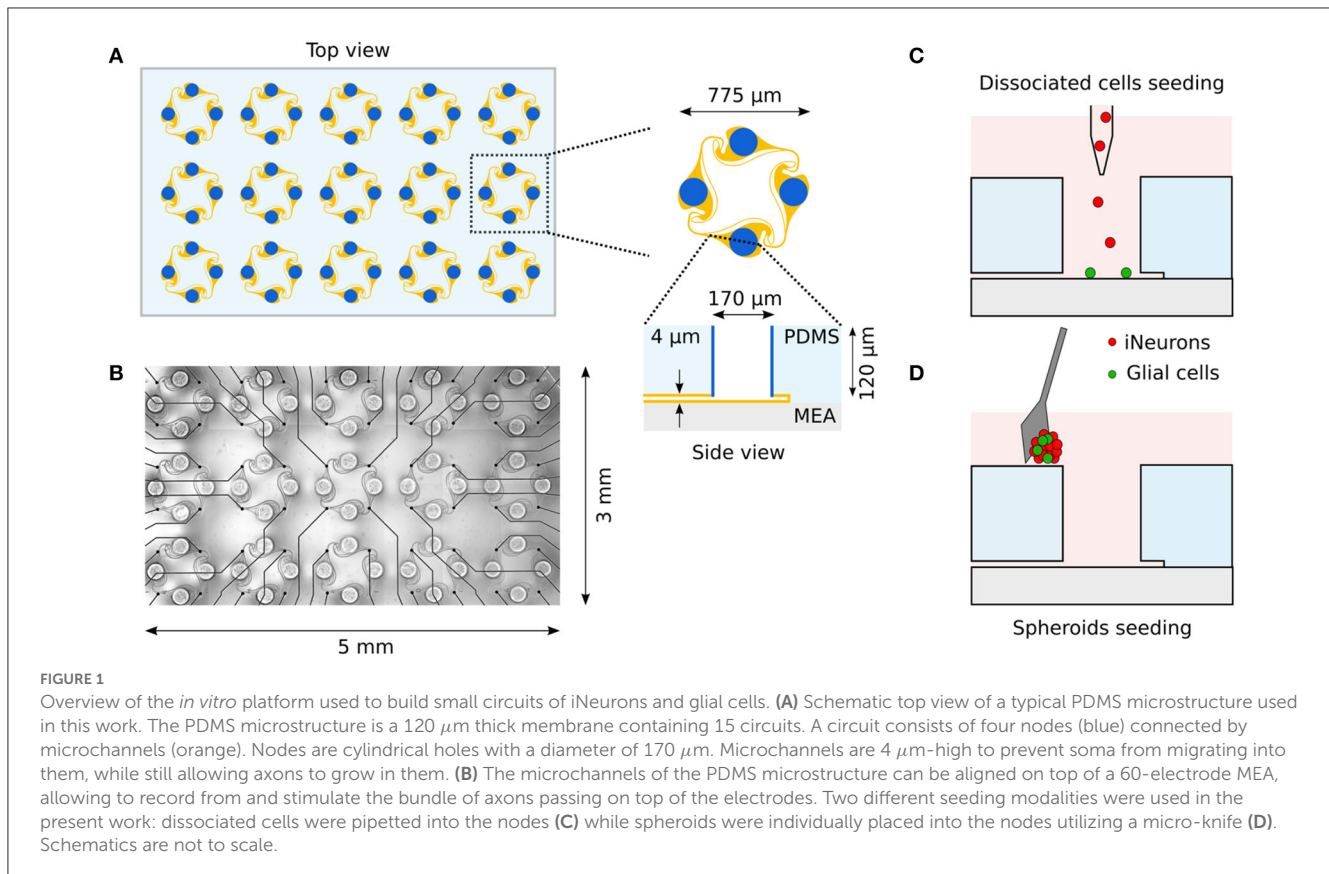 A
Top view
775 μm
170 μm
4 μm
PDMS
120 μm
MEA
Side view
B
3 mm
5 mm
C
Dissociated cells seeding
iNeurons
Glial cells
D
Spheroids seeding
FIGURE 1
Overview of the in vitro platform used to build small circuits of iNeurons and glial cells. (A) Schematic top view of a typical PDMS microstructure used
in this work. The PDMS microstructure is a 120 μm thick membrane containing 15 circuits. A circuit consists of four nodes (blue) connected by
microchannels (orange). Nodes are cylindrical holes with a diameter of 170 μm. Microchannels are 4 μm-high to prevent soma from migrating into
them, while still allowing axons to grow in them. (B) The microchannels of the PDMS microstructure can be aligned on top of a 60-electrode MEA,
allowing to record from and stimulate the bundle of axons passing on top of the electrodes. Two different seeding modalities were used in the
present work: dissociated cells were pipetted into the nodes (C) while spheroids were individually placed into the nodes utilizing a micro-knife (D).
Schematics are not to scale.